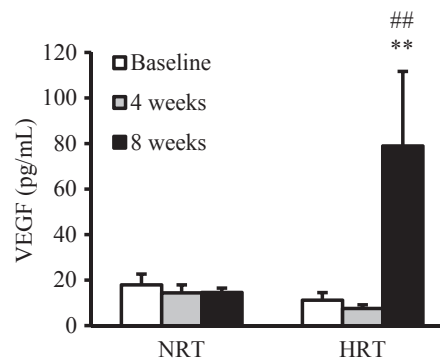 ##
**
120
100
80
60
40
20
0
VEGF (pg/mL)
Baseline
4 weeks
8 weeks
NRT
HRT